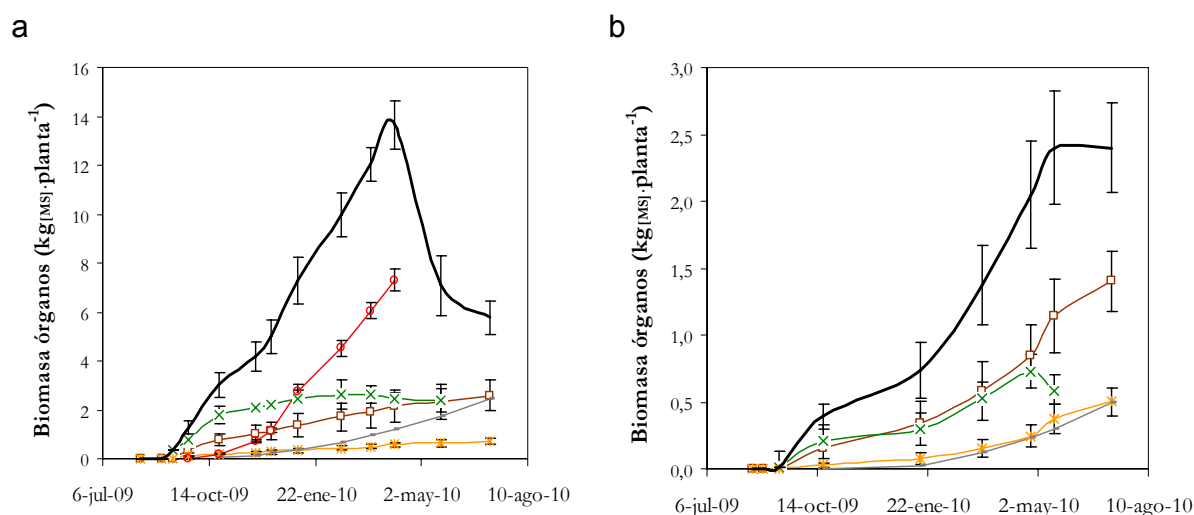 a
b
Biomasa órganos (kg[MS]·planta-1)
16
14
12
10
8
6
4
2
0
6-jul-09 14-oct-09 22-ene-10 2-may-10 10-ago-10
Biomasa órganos (kg[MS]·planta-1)
3,0
2,5
2,0
1,5
1,0
0,5
0,0
6-jul-09 14-oct-09 22-ene-10 2-may-10 10-ago-10